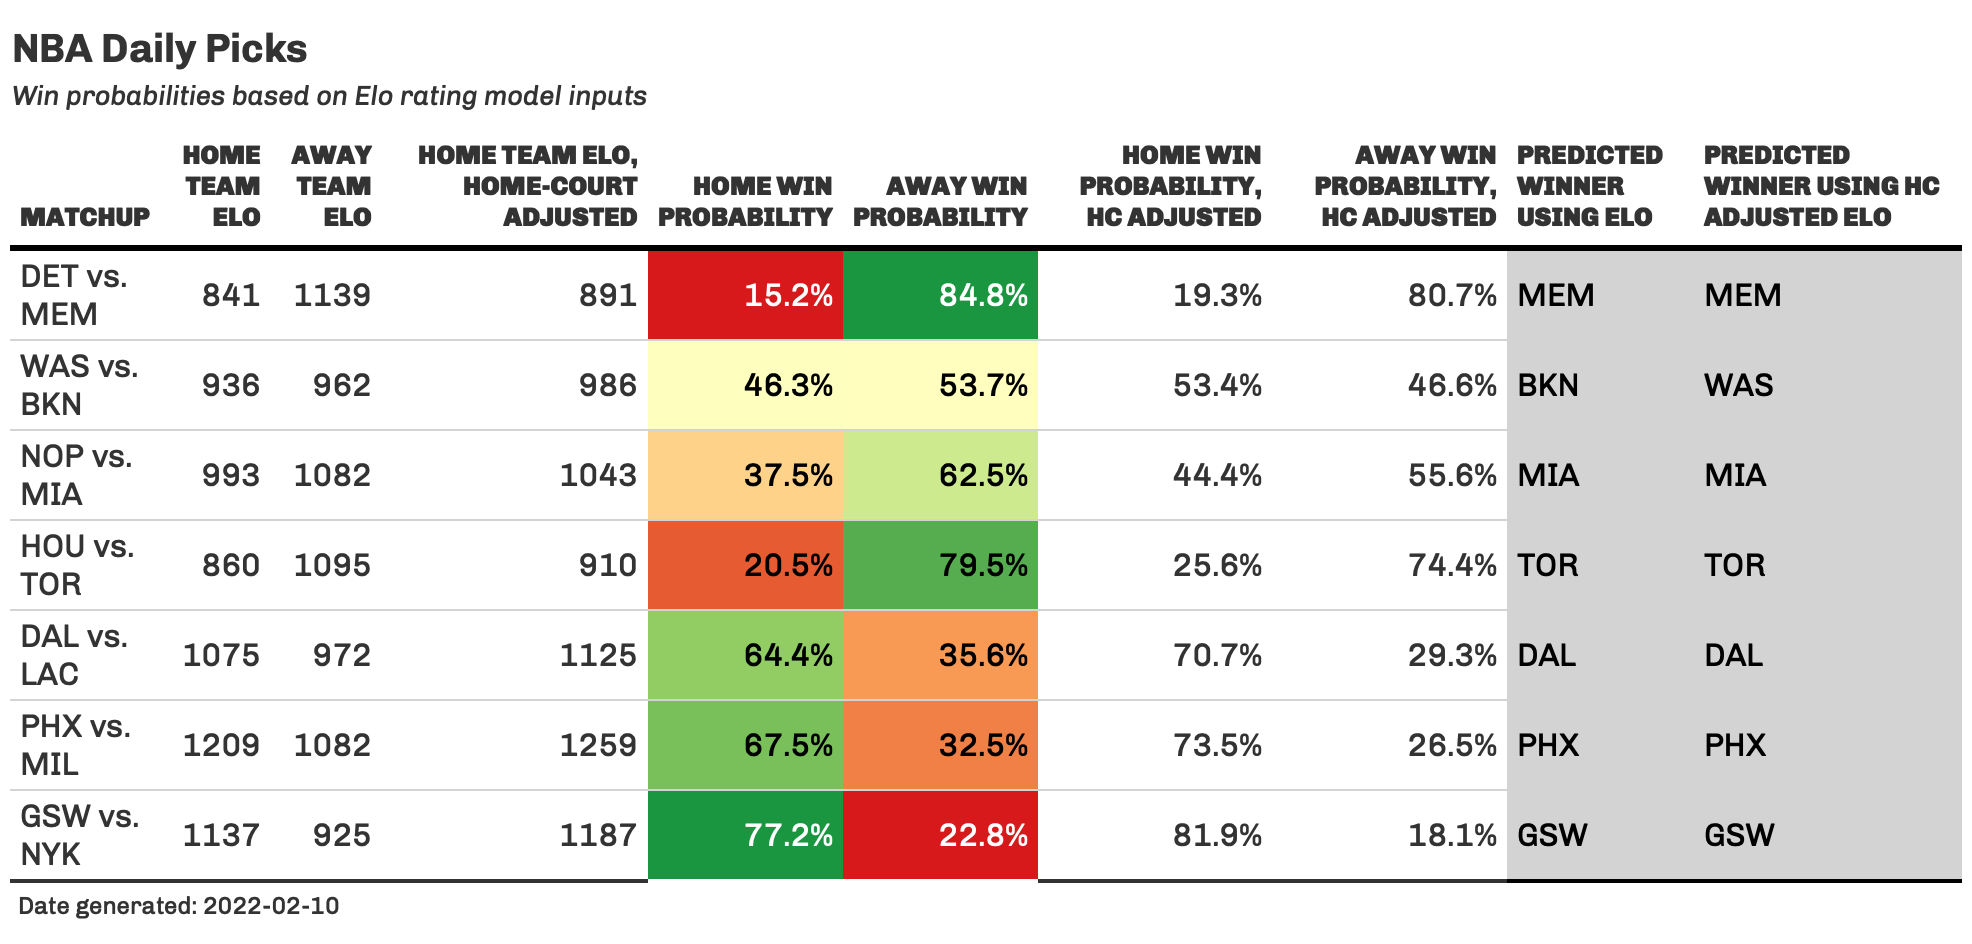 NBA Daily Picks
Win probabilities based on Elo rating model inputs
MATCHUP HOME TEAM ELO AWAY TEAM ELO HOME TEAM ELO, HOME-COURT ADJUSTED HOME WIN PROBABILITY AWAY WIN PROBABILITY HOME WIN PROBABILITY, HC ADJUSTED AWAY WIN PROBABILITY, HC ADJUSTED PREDICTED WINNER USING ELO PREDICTED WINNER USING HC ADJUSTED ELO
DET vs. MEM 841 1139 891 15.2% 84.8% 19.3% 80.7% MEM MEM
WAS vs. BKN 936 962 986 46.3% 53.7% 53.4% 46.6% BKN WAS
NOP vs. MIA 993 1082 1043 37.5% 62.5% 44.4% 55.6% MIA MIA
HOU vs. TOR 860 1095 910 20.5% 79.5% 25.6% 74.4% TOR TOR
DAL vs. LAC 1075 972 1125 64.4% 35.6% 70.7% 29.3% DAL DAL
PHX vs. MIL 1209 1082 1259 67.5% 32.5% 73.5% 26.5% PHX PHX
GSW vs. NYK 1137 925 1187 77.2% 22.8% 81.9% 18.1% GSW GSW
Date generated: 2022-02-10